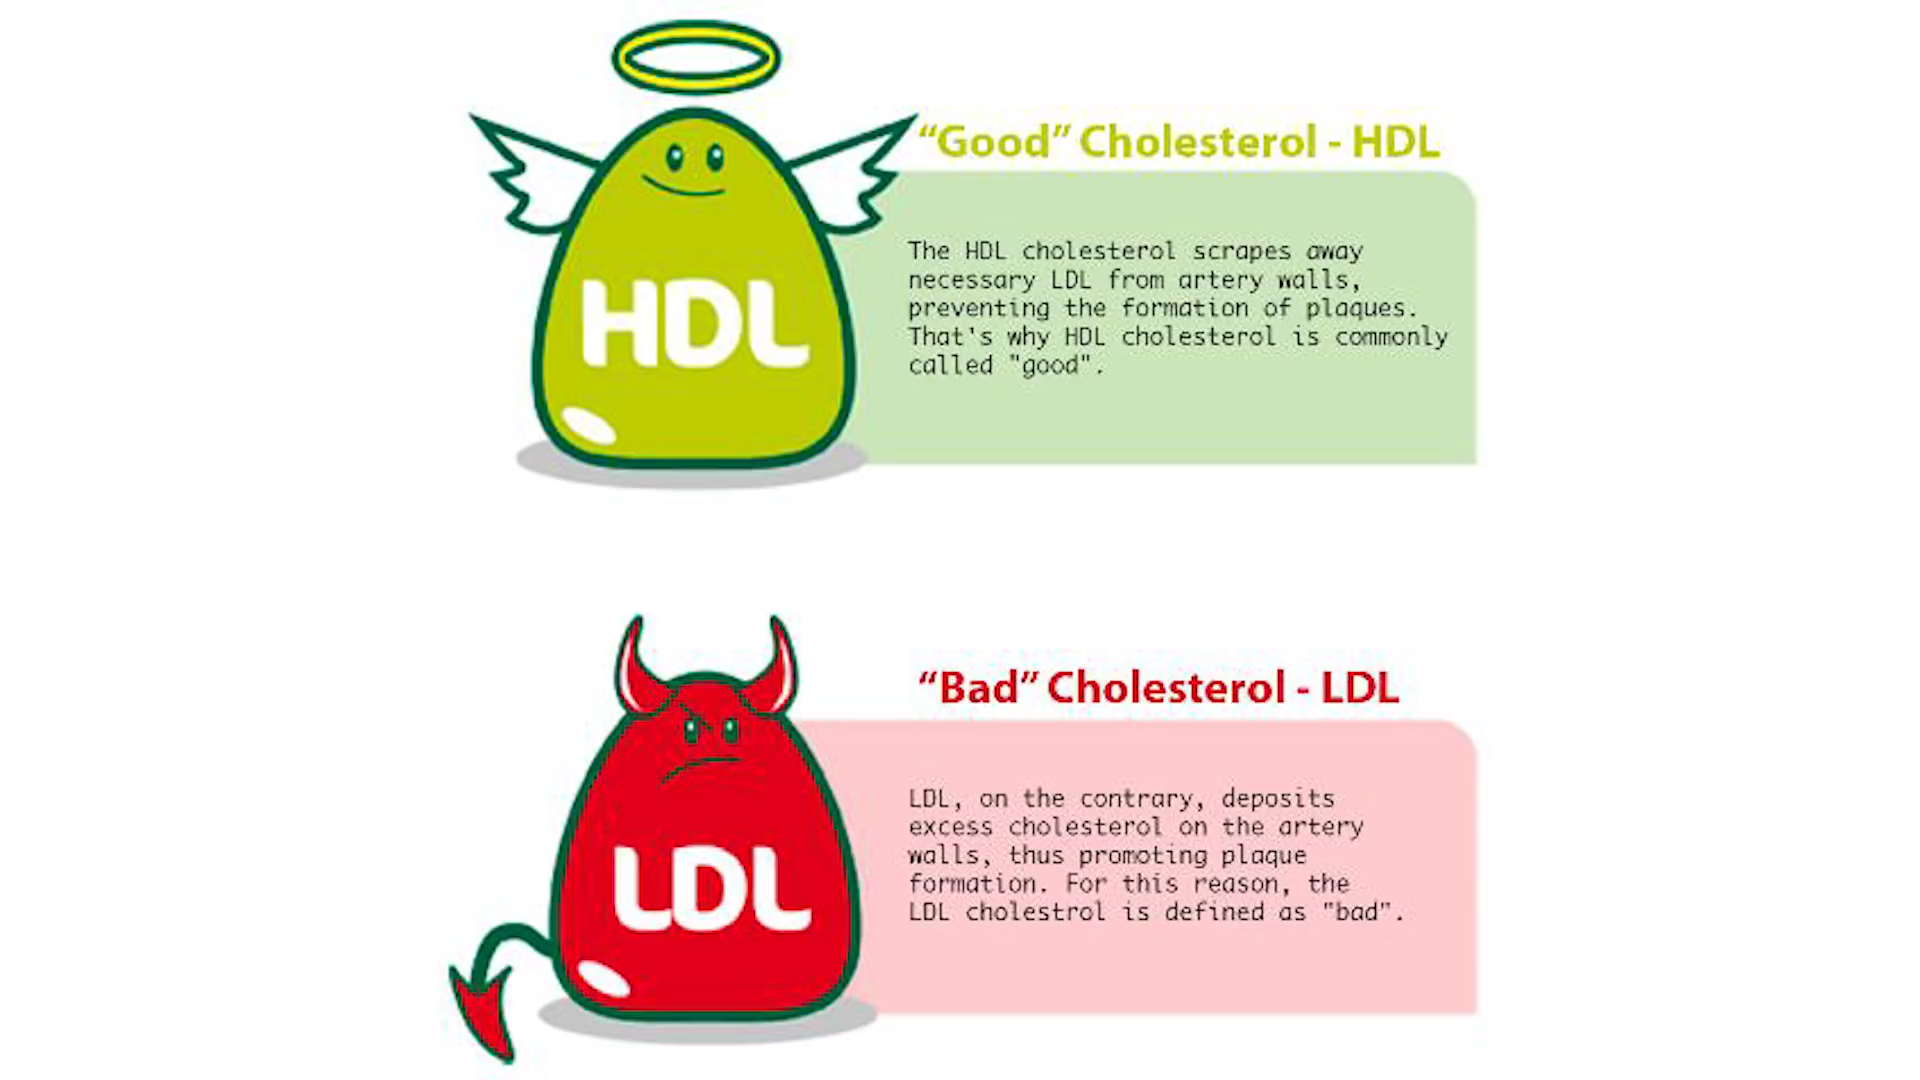 "Good" Cholesterol - HDL
HDL
The HDL cholesterol scrapes away
necessary LDL from artery walls,
preventing the formation of plaques.
That's why HDL cholesterol is commonly
called "good".
"Bad" Cholesterol - LDL
LDL
LDL, on the contrary, deposits
excess cholesterol on the artery
walls, thus promoting plaque
formation. For this reason, the
LDL cholestrol is defined as "bad".